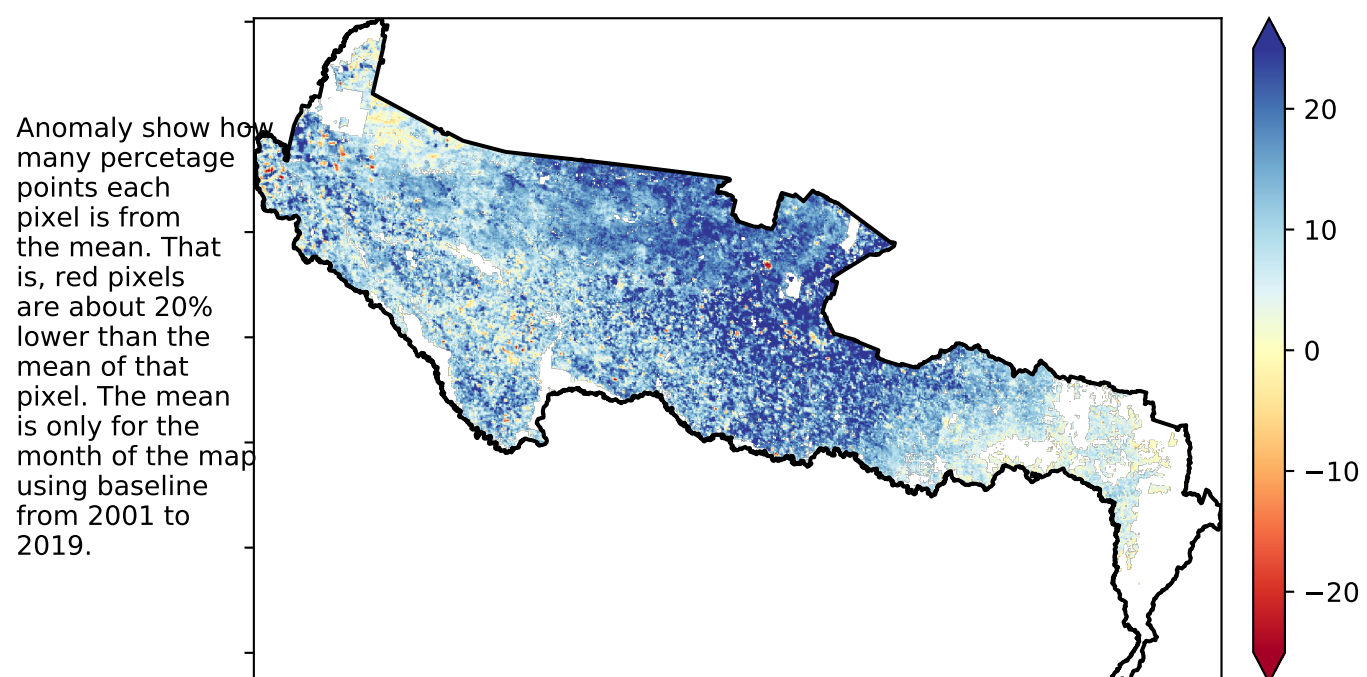 Anomaly show how
many percetage
points each
pixel is from
the mean. That
is, red pixels
are about 20%
lower than the
mean of that
pixel. The mean
is only for the
month of the map
using baseline
from 2001 to
2019.
20
10
0
−10
−20